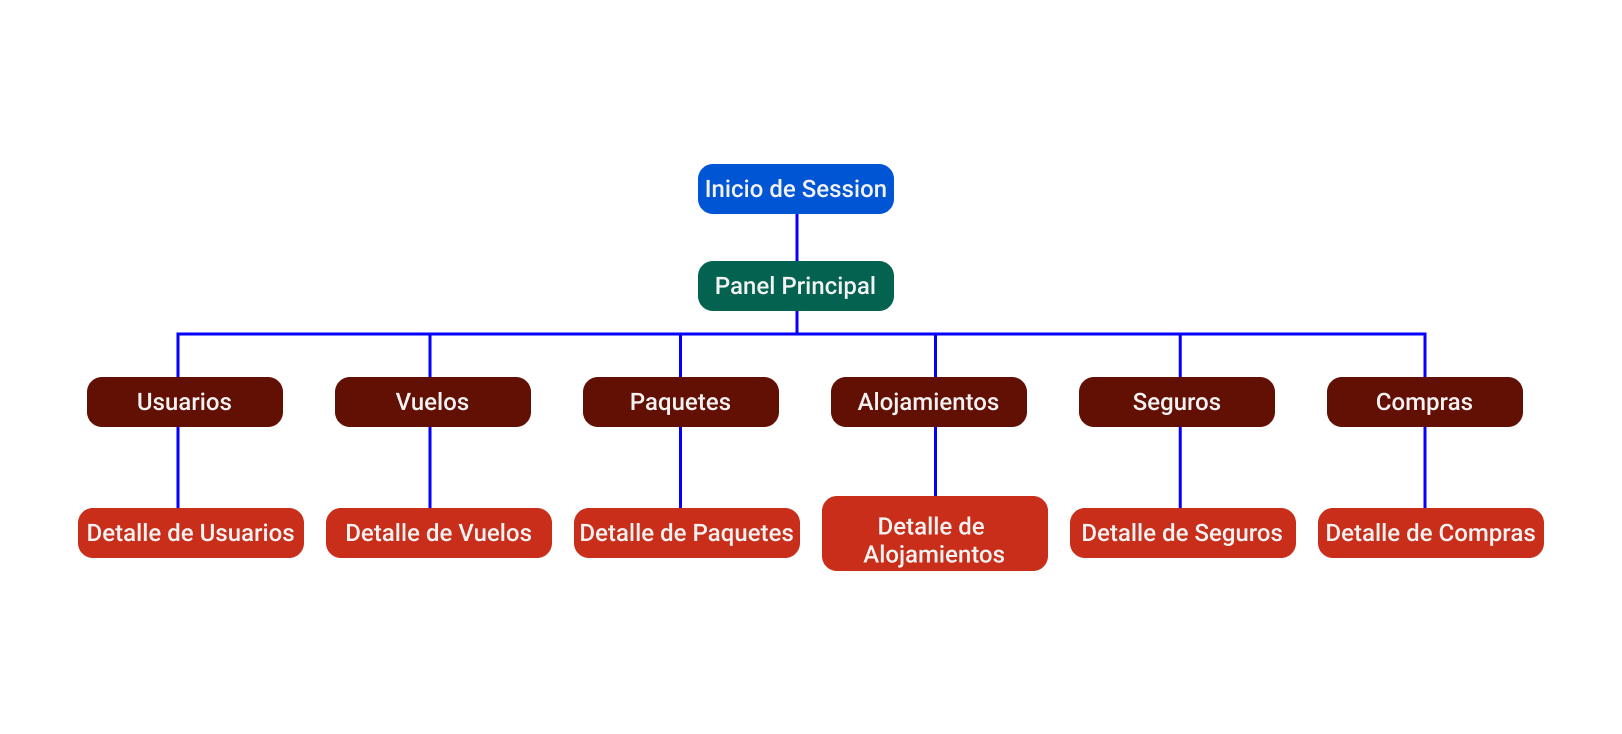 Inicio de Session
Panel Principal
Usuarios
Vuelos
Paquetes
Alojamientos
Seguros
Compras
Detalle de Usuarios
Detalle de Vuelos
Detalle de Paquetes
Detalle de
Alojamientos
Detalle de Seguros
Detalle de Compras